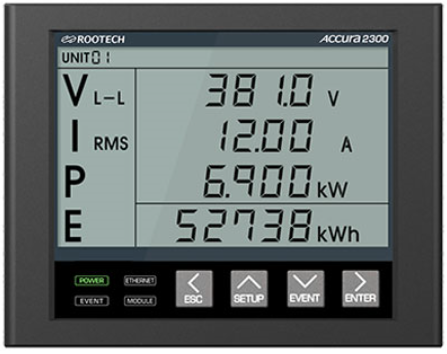 ROOTECH Accura 2300
UNIT01
V L-L 381.0 V
I RMS 12.00 A
P 6.900 kW
E 52738 kWh
POWER ETHERNET
EVENT MODULE
ESC SETUP EVENT ENTER